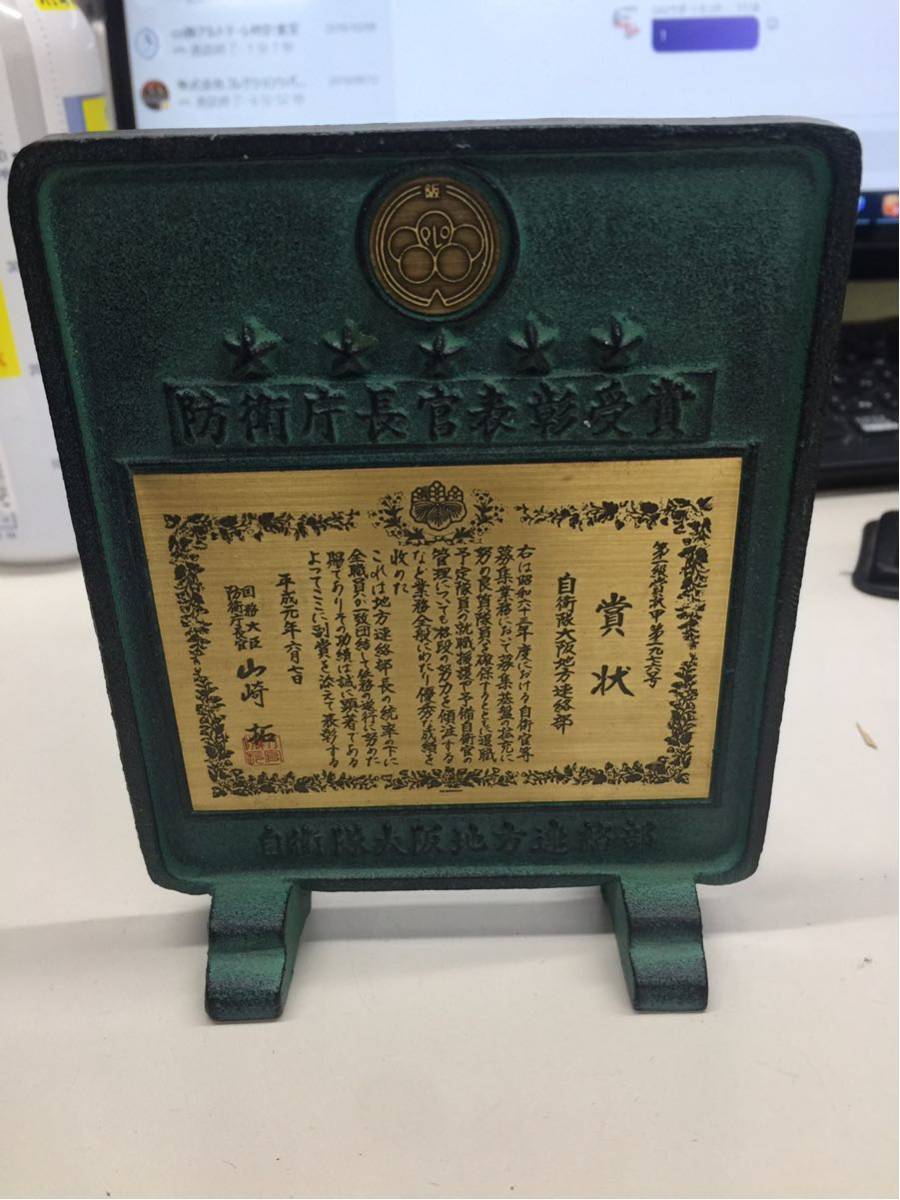 阪
PLO
防衛庁長官表彰受賞
第一級賞状甲第一九七六号
賞状
自衛隊大阪地方連絡部
右は昭和六十三年度における自衛官等
募集業務において募集基盤の拡充に
努め良質隊員を確保するとともに退職
予定隊員の就職援護や予備自衛官の
管理についても格段の努力を傾注する
など業務全般にわたり優秀な成績を
収めた
これは地方連絡部長の統率の下に
全職員が一致団結して任務の遂行に努めた
賜でありその功績は誠に顕著である
よってここに副賞を添えて表彰する
平成元年六月七日
国務大臣
防衛庁長官
山崎 拓
自衛隊大阪地方連絡部